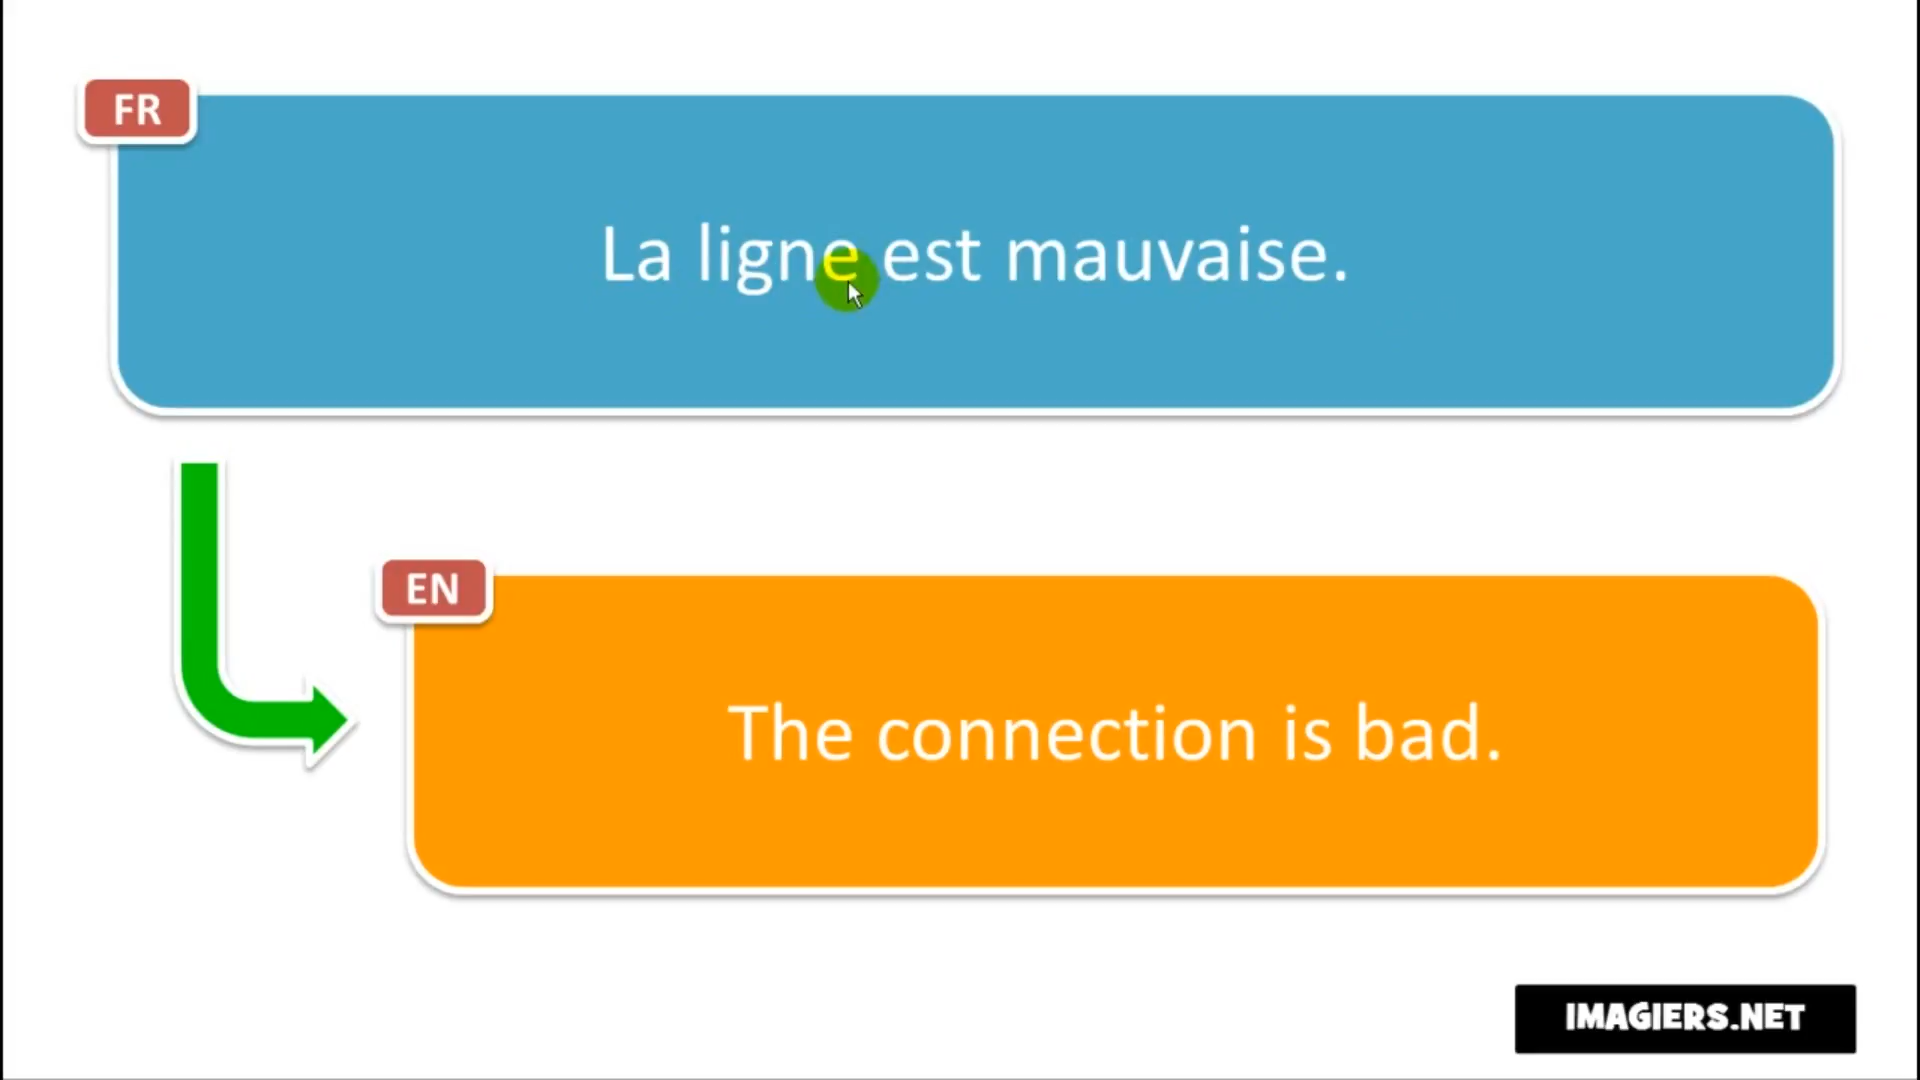 FR
La ligne est mauvaise.
EN
The connection is bad.
IMAGIERS.NET